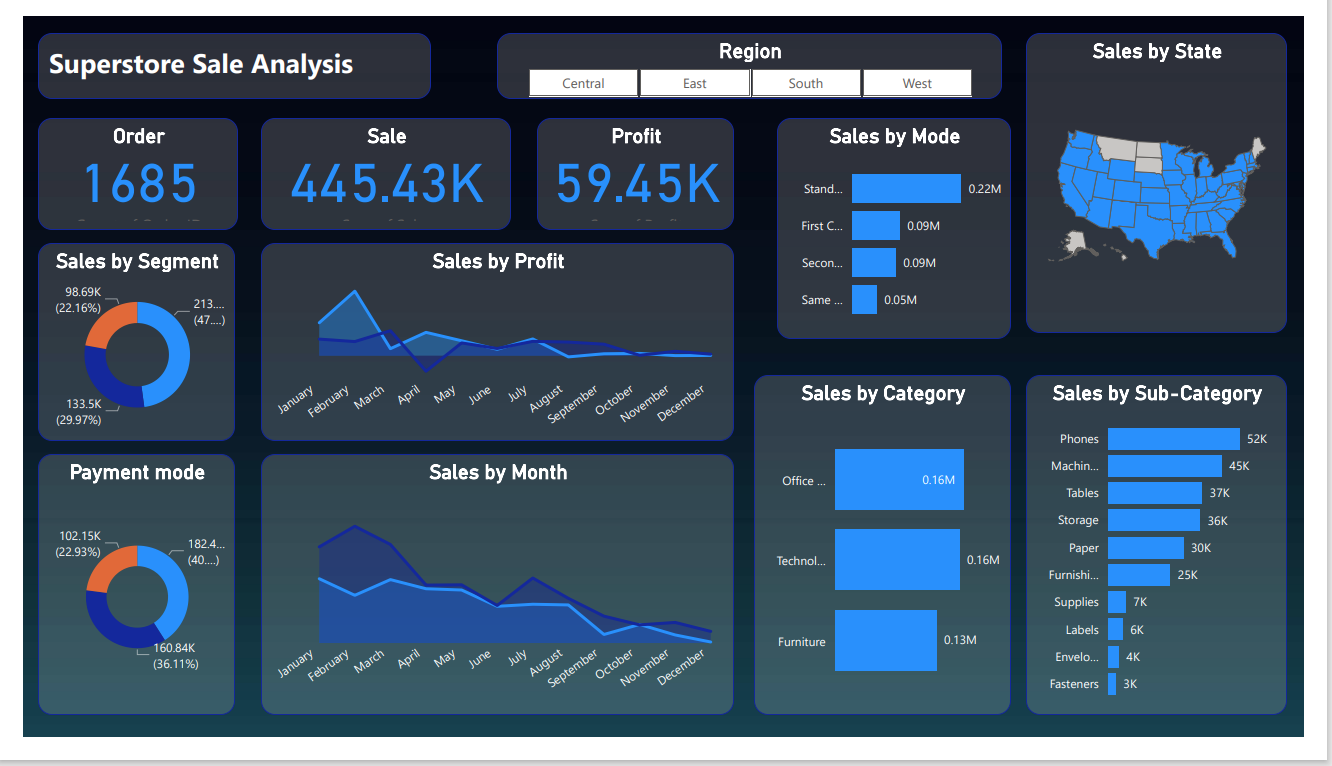 Superstore Sale Analysis
Region
Central East South West
Sales by State
Order
1685
Sale
445.43K
Profit
59.45K
Sales by Mode
Stand... 0.22M
First C... 0.09M
Secon... 0.09M
Same ... 0.05M
Sales by Segment
98.69K
(22.16%)
213....
(47....)
133.5K
(29.97%)
Sales by Profit
January February March April May June July August September October November December
Payment mode
102.15K
(22.93%)
182.4...
(40....)
160.84K
(36.11%)
Sales by Month
January February March April May June July August September October November December
Sales by Category
Office ... 0.16M
Technol... 0.16M
Furniture 0.13M
Sales by Sub-Category
Phones 52K
Machin... 45K
Tables 37K
Storage 36K
Paper 30K
Furnishi... 25K
Supplies 7K
Labels 6K
Envelo... 4K
Fasteners 3K